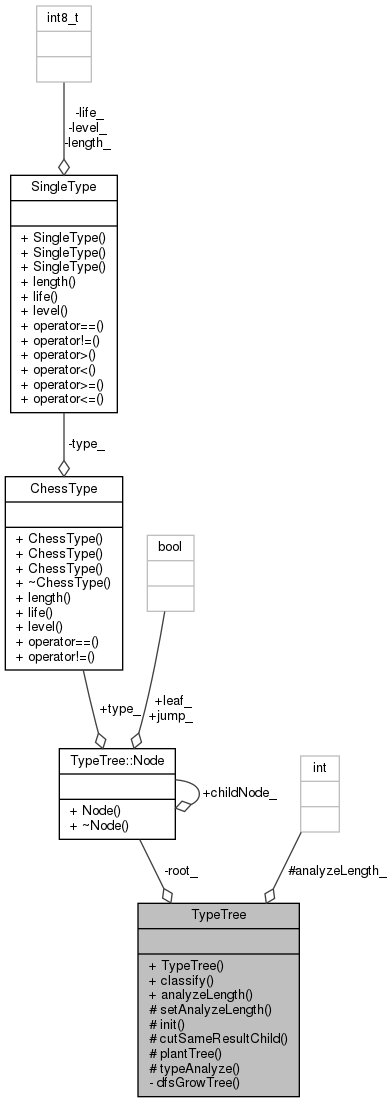 int8_t
-life_
-level_
-length_
SingleType
+ SingleType()
+ SingleType()
+ SingleType()
+ length()
+ life()
+ level()
+ operator==()
+ operator!=()
+ operator>()
+ operator<()
+ operator>=()
+ operator<=()
-type_
ChessType
+ ChessType()
+ ChessType()
+ ChessType()
+ ~ChessType()
+ length()
+ life()
+ level()
+ operator==()
+ operator!=()
bool
+type_
+leaf_
+jump_
TypeTree::Node
+ Node()
+ ~Node()
+childNode_
int
-root_
#analyzeLength_
TypeTree
+ TypeTree()
+ classify()
+ analyzeLength()
# setAnalyzeLength()
# init()
# cutSameResultChild()
# plantTree()
# typeAnalyze()
- dfsGrowTree()